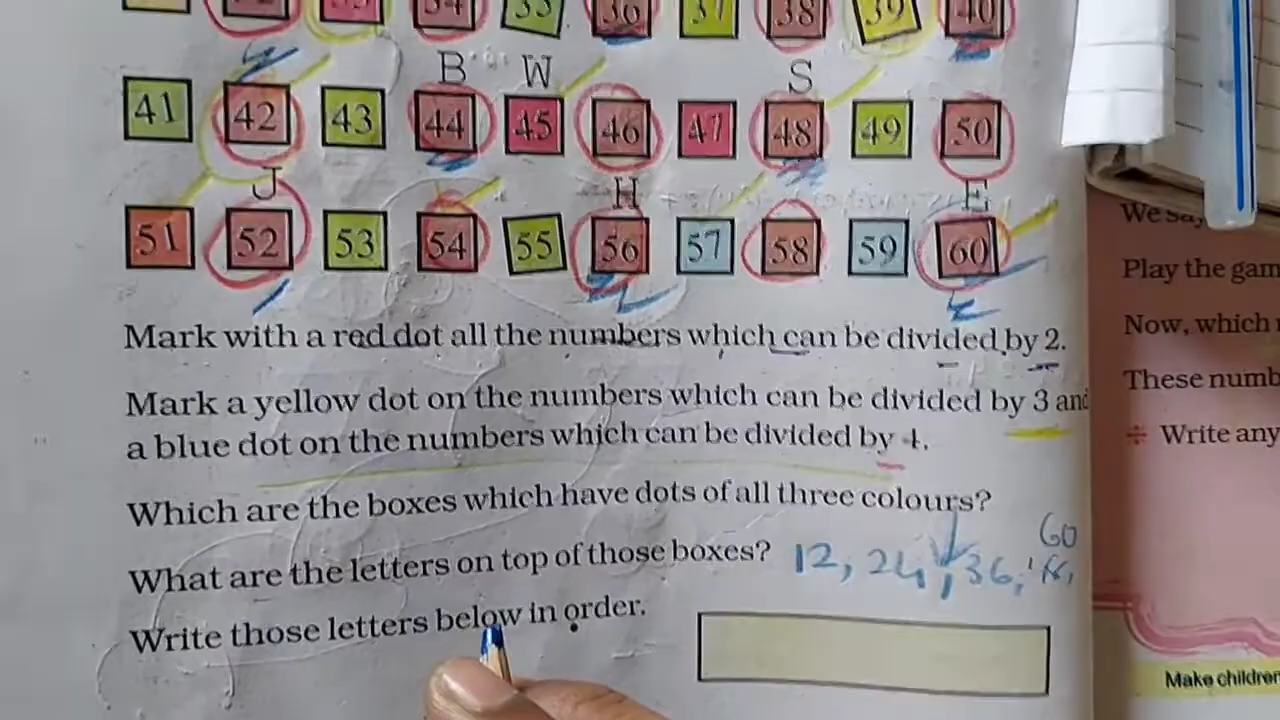 32 33 34 35 36 37 38 39 40
B W S
41 42 43 44 45 46 47 48 49 50
J H E
51 52 53 54 55 56 57 58 59 60
Mark with a red dot all the numbers which can be divided by 2.
Mark a yellow dot on the numbers which can be divided by 3 and
a blue dot on the numbers which can be divided by 4.
Which are the boxes which have dots of all three colours?
What are the letters on top of those boxes? 12, 24, 36,
60
Write those letters below in order.
We say
Play the gam
Now, which
These numb
÷ Write any
Make children